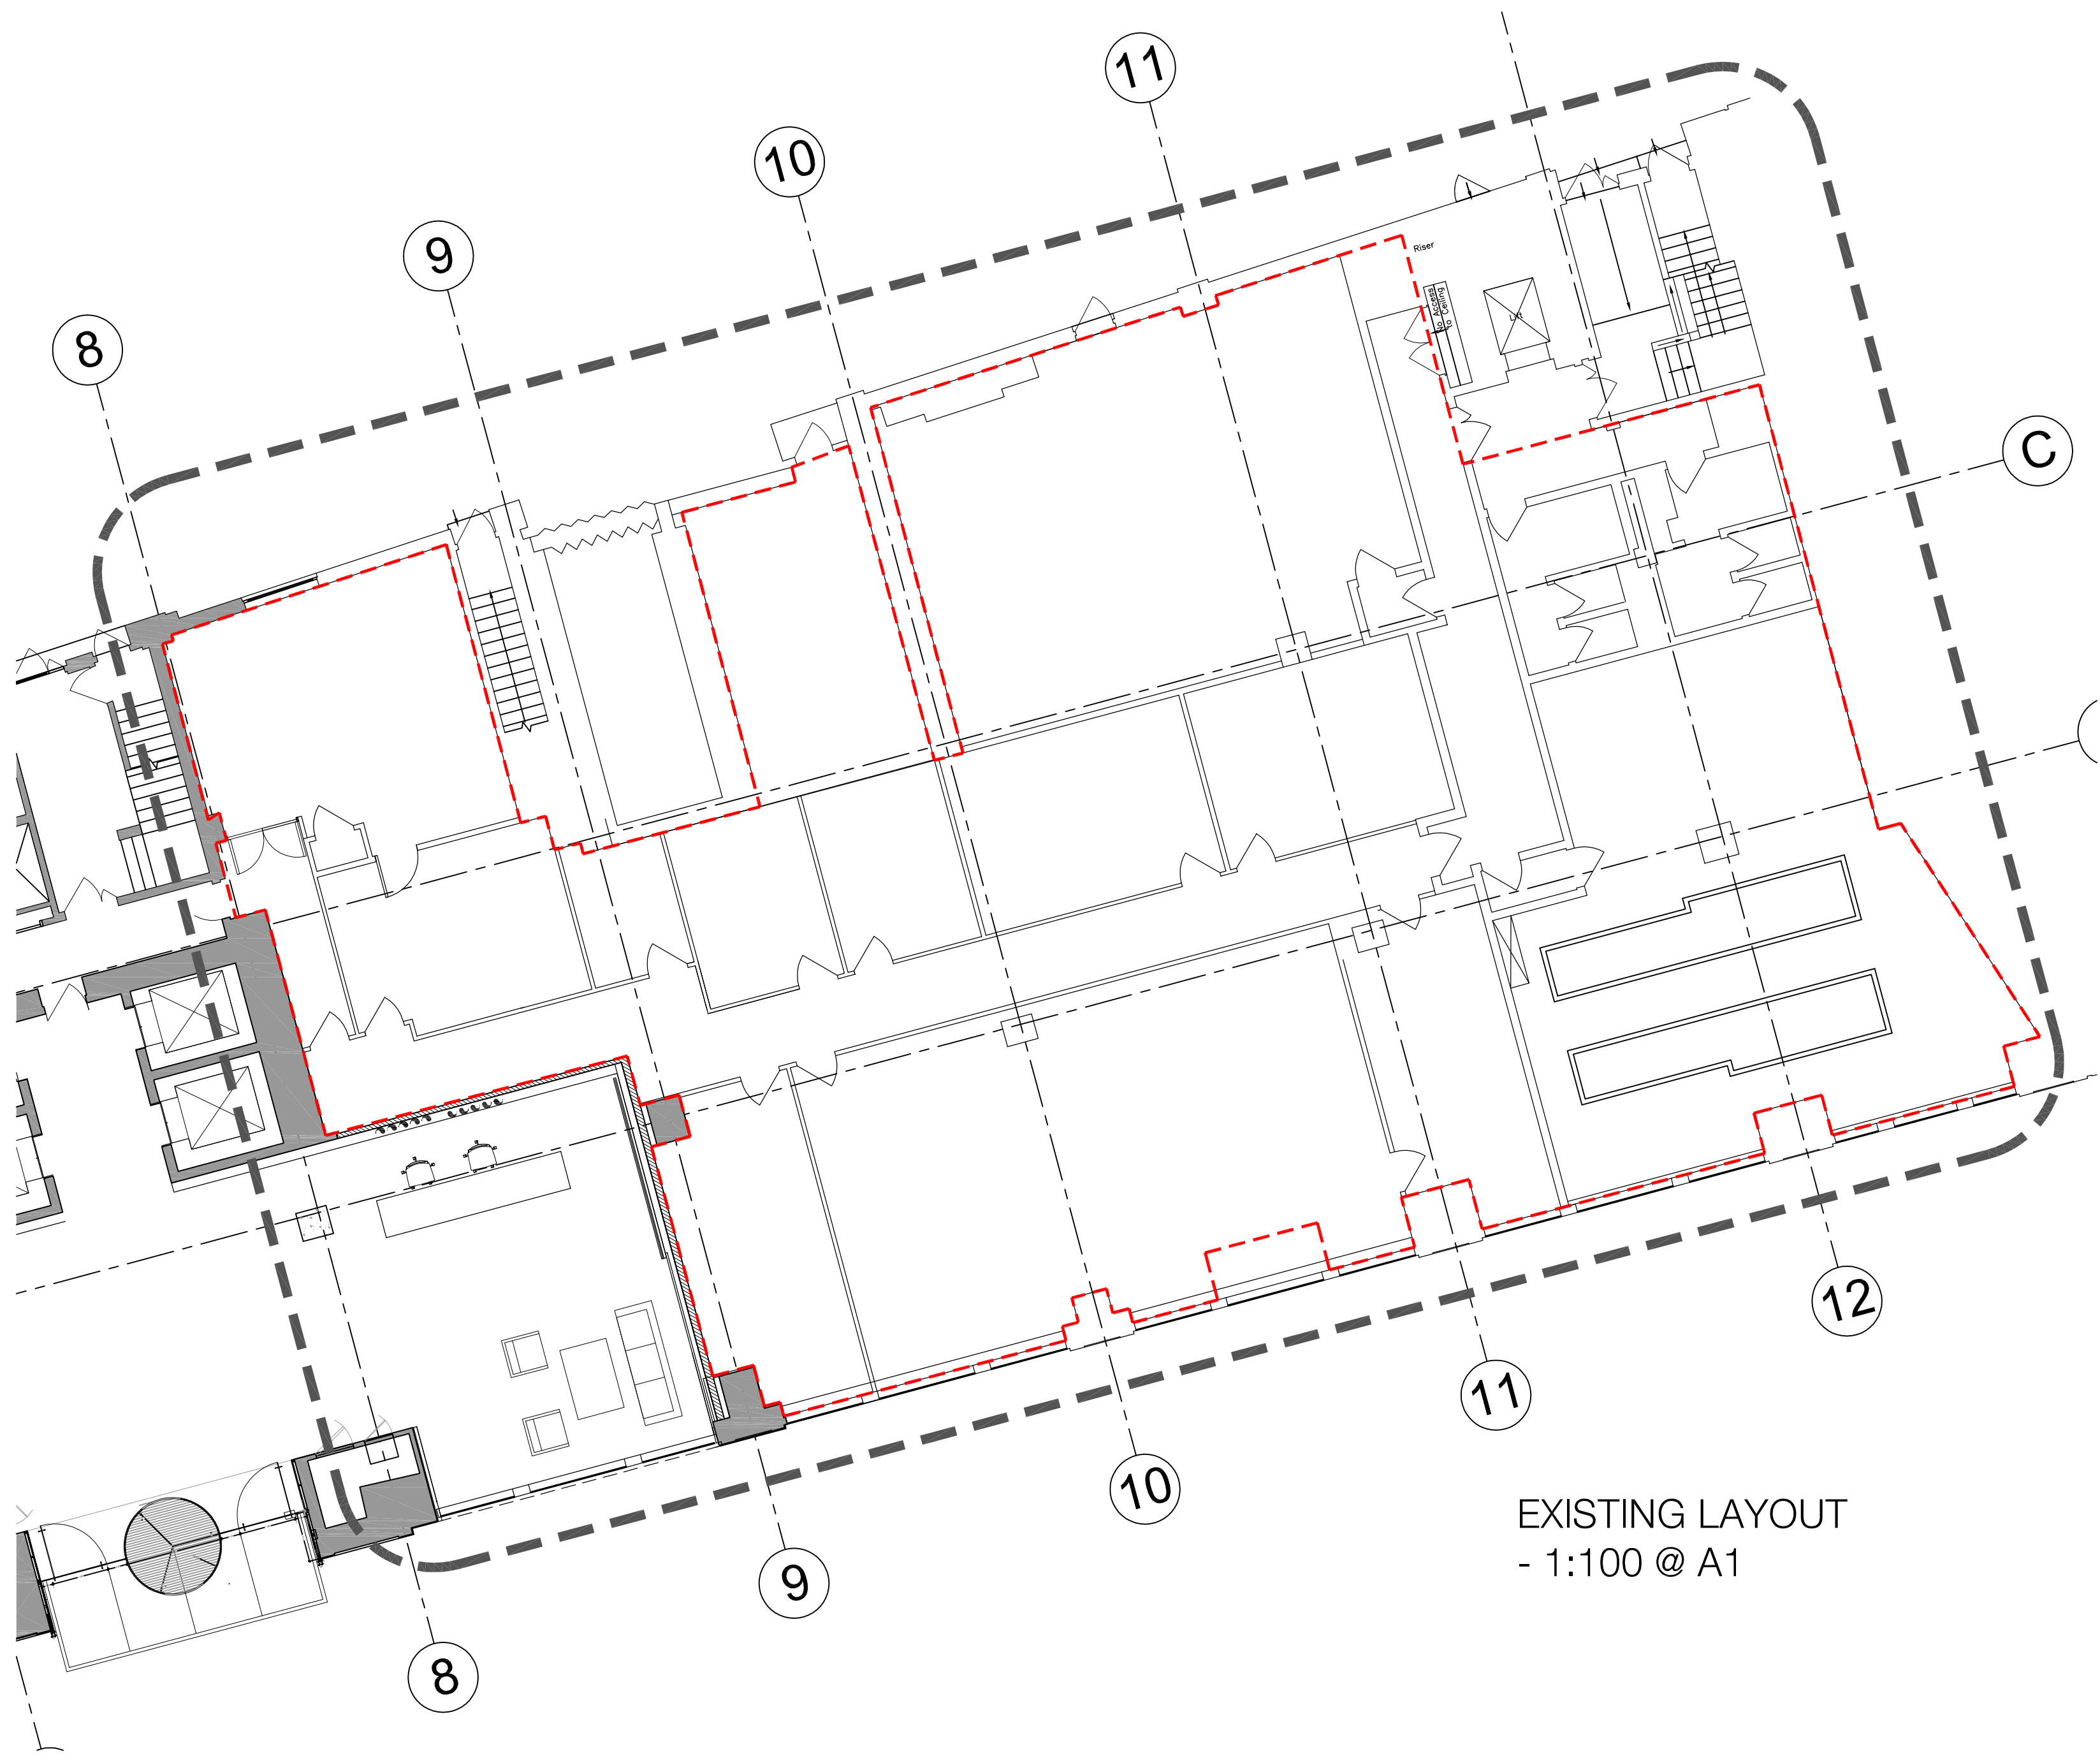 11
10
9
8
Riser
No Access
to Ceiling
Lift
C
12
11
10
9
8
EXISTING LAYOUT
- 1:100 @ A1